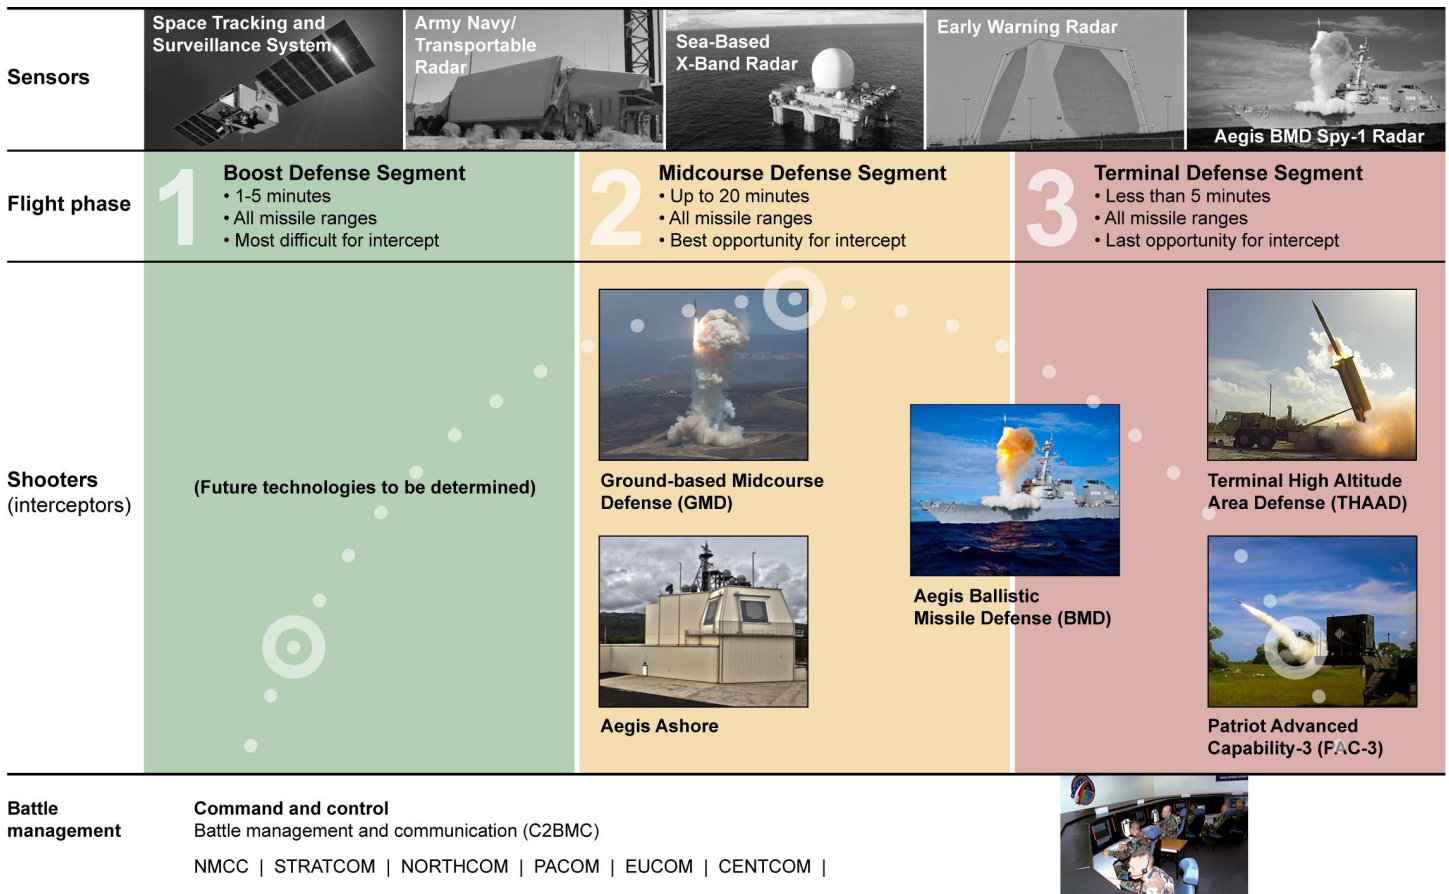 Sensors
Space Tracking and
Surveillance System
Army Navy/
Transportable
Radar
Sea-Based
X-Band Radar
Early Warning Radar
Aegis BMD Spy-1 Radar
Flight phase
1
Boost Defense Segment
• 1-5 minutes
• All missile ranges
• Most difficult for intercept
2
Midcourse Defense Segment
• Up to 20 minutes
• All missile ranges
• Best opportunity for intercept
3
Terminal Defense Segment
• Less than 5 minutes
• All missile ranges
• Last opportunity for intercept
Shooters
(interceptors)
(Future technologies to be determined)
Ground-based Midcourse
Defense (GMD)
Aegis Ashore
70
Aegis Ballistic
Missile Defense (BMD)
Terminal High Altitude
Area Defense (THAAD)
Patriot Advanced
Capability-3 (PAC-3)
Battle
management
Command and control
Battle management and communication (C2BMC)
NMCC | STRATCOM | NORTHCOM | PACOM | EUCOM | CENTCOM |